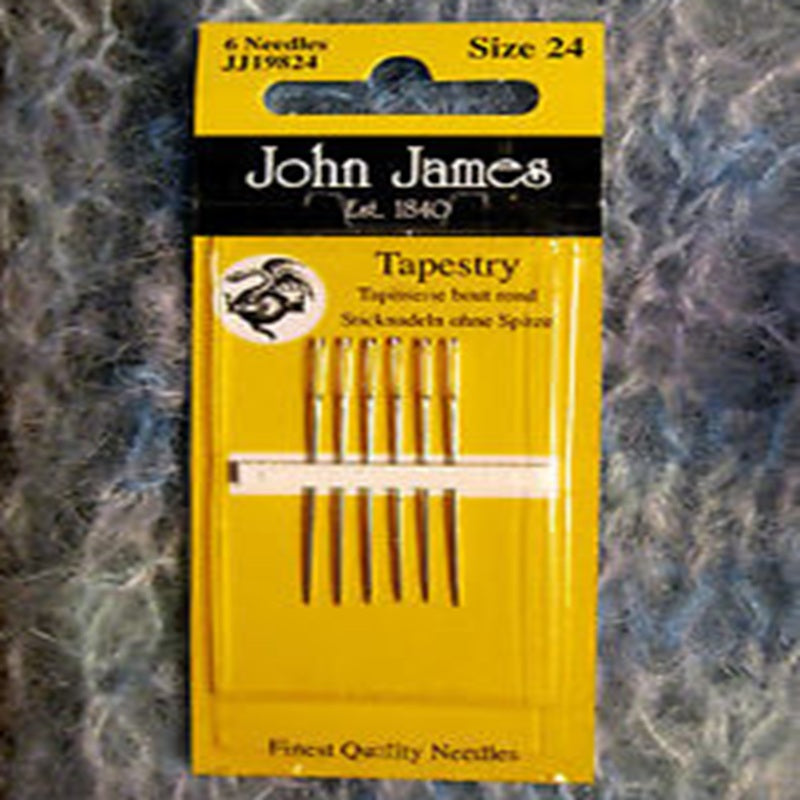 6 Needles
JJ19824
Size 24
John James
Est. 1840
Tapestry
Tapisserie bout rond
Sticknadeln ohne Spitze
Finest Quality Needles